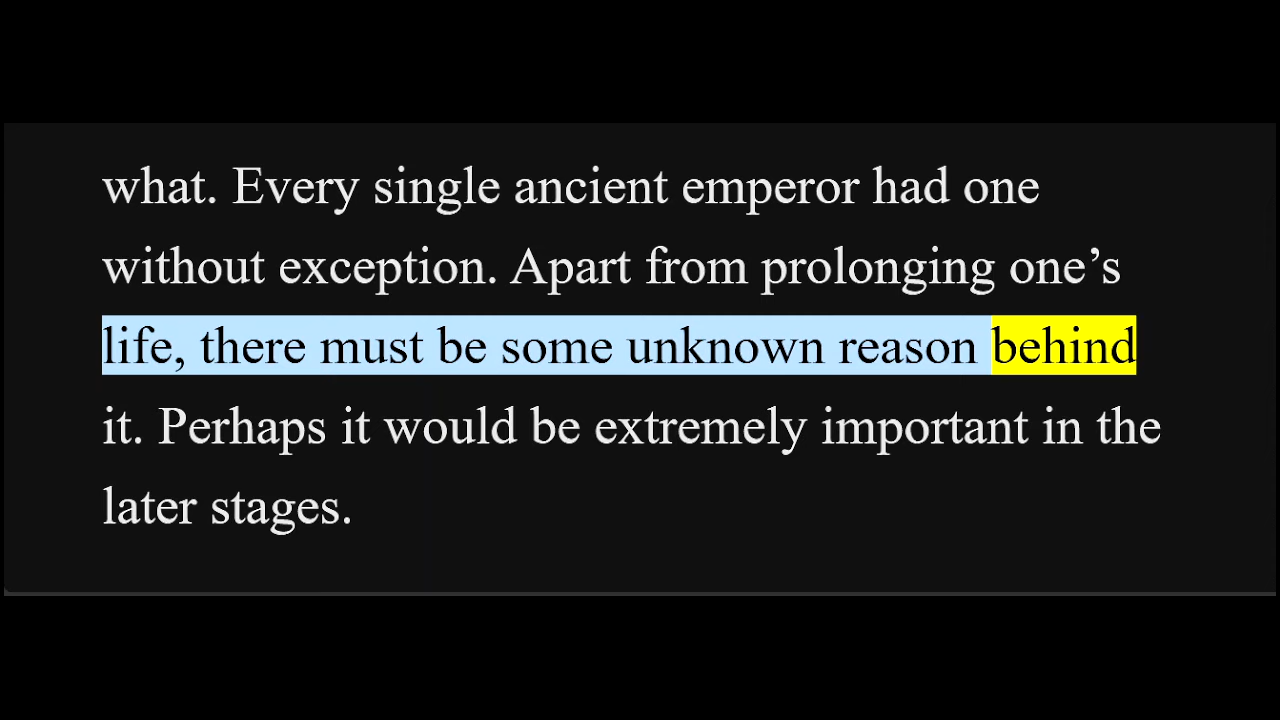 what. Every single ancient emperor had one
without exception. Apart from prolonging one’s
life, there must be some unknown reason behind
it. Perhaps it would be extremely important in the
later stages.